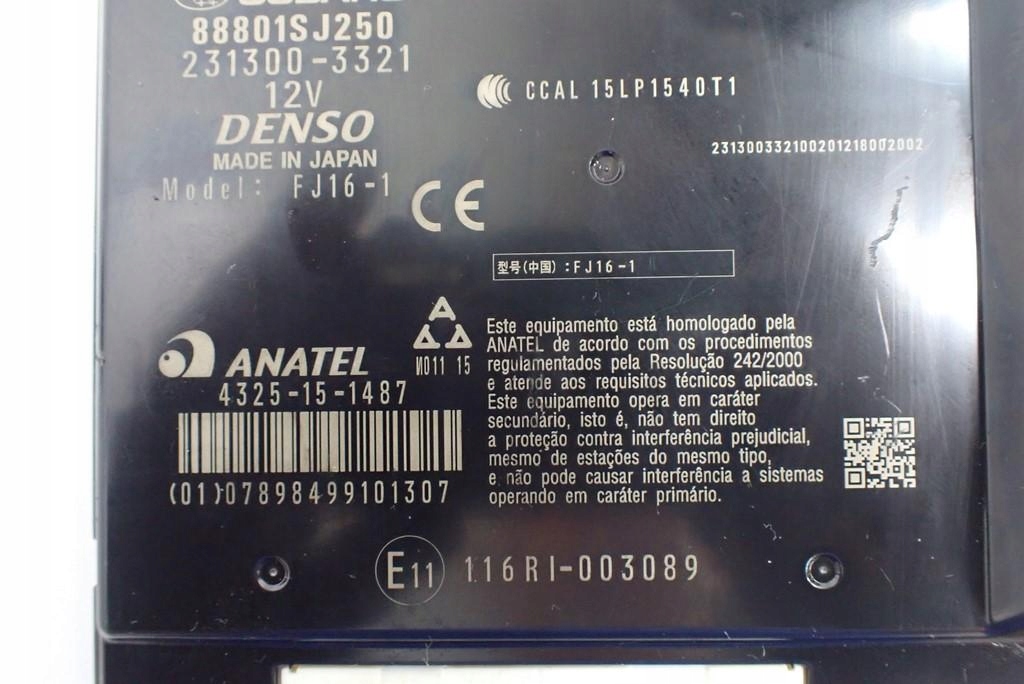 88801SJ250
231300-3321
12V
DENSO
MADE IN JAPAN
Model: FJ16-1
CE
CCAL 15LP1540T1
231300332100201218002002
型号(中国):FJ16-1
ANATEL
4325-15-1487
(01)07898499101307
N011 15
Este equipamento está homologado pela
ANATEL de acordo com os procedimentos
regulamentados pela Resolução 242/2000
e atende aos requisitos técnicos aplicados.
Este equipamento opera em caráter
secundário, isto é, não tem direito
a proteção contra interferência prejudicial,
mesmo de estações do mesmo tipo,
e não pode causar interferência a sistemas
operando em caráter primário.
E11 116RI-003089